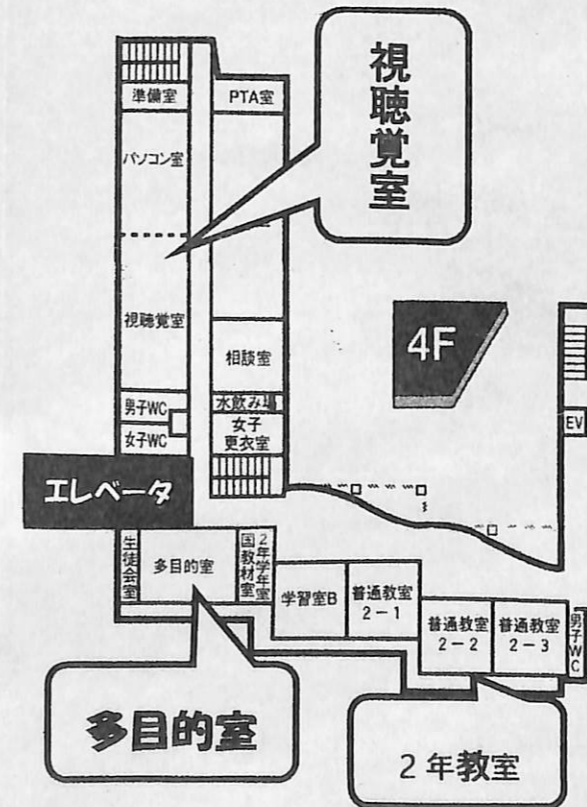 視聴覚室
準備室
PTA室
パソコン室
視聴覚室
4F
相談室
男子WC
水飲み場
女子WC
女子
更衣室
EV
エレベータ
生徒会室
多目的室
国教材室
2年学年室
学習室B
普通教室
2-1
普通教室
2-2
普通教室
2-3
男子WC
多目的室
2年教室